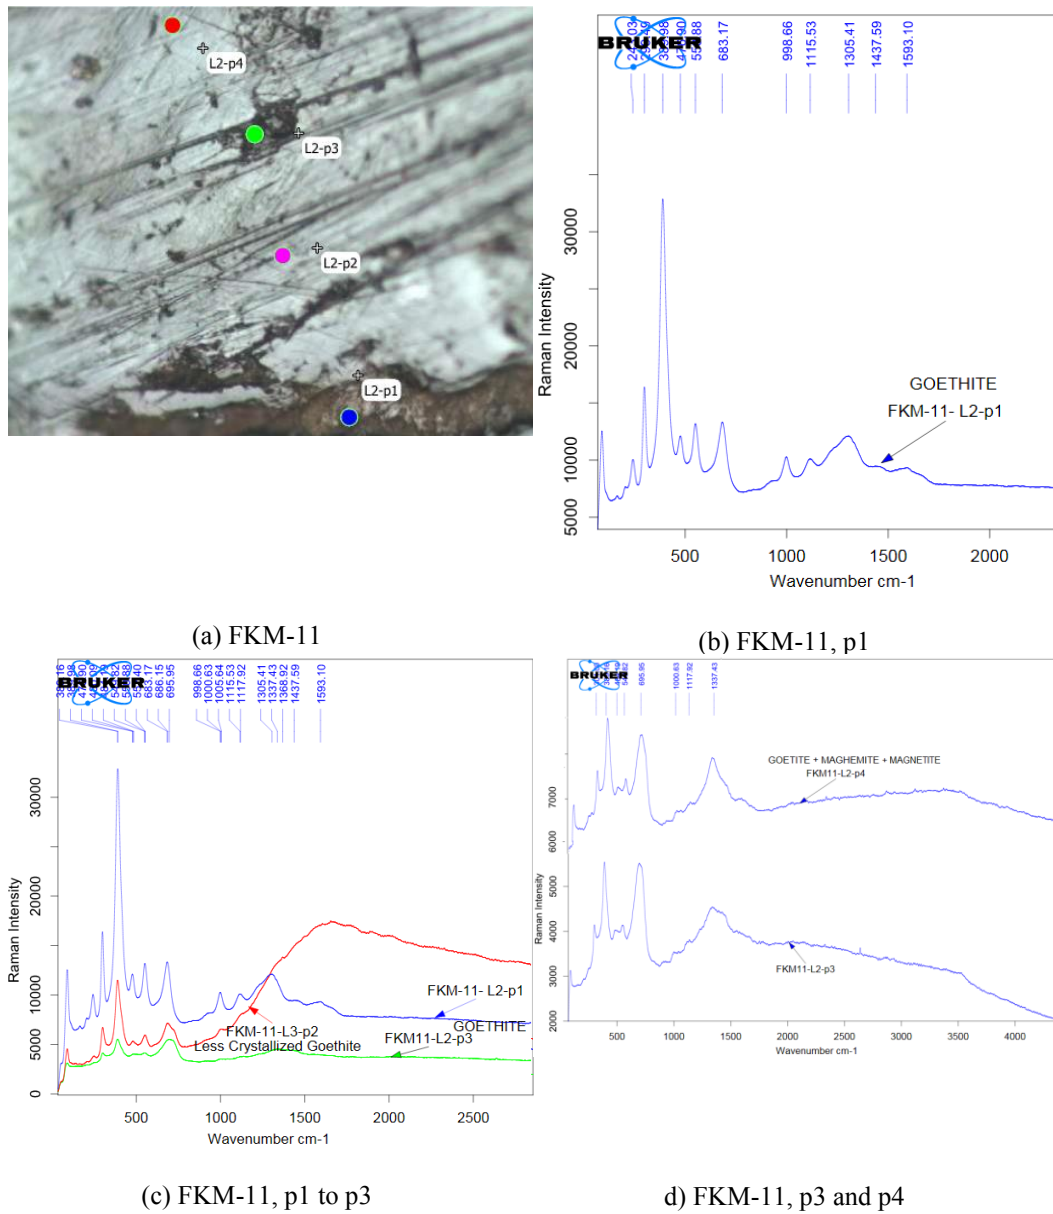 L2-p4
L2-p3
L2-p2
L2-p1
(a) FKM-11
BRUKER
683.17
998.66
1115.53
1305.41
1437.59
1593.10
Raman Intensity
30000
20000
10000
5000
GOETHITE
FKM-11- L2-p1
500
1000
1500
2000
Wavenumber cm-1
(b) FKM-11, p1
BRUKER
683.17
686.15
695.95
998.66
1000.63
1005.64
1115.53
1117.92
1305.41
1337.43
1368.92
1437.59
1593.10
Raman Intensity
30000
20000
10000
5000
0
FKM-11- L2-p1
FKM-11-L3-p2
Less Crystallized Goethite
GOETHITE
FKM11-L2-p3
500
1000
1500
2000
2500
Wavenumber cm-1
(c) FKM-11, p1 to p3
BRUKER
695.95
1000.63
1117.92
1337.43
Raman Intensity
7000
6000
5000
4000
3000
2000
GOETITE + MAGHEMITE + MAGNETITE
FKM11-L2-p4
FKM11-L2-p3
500
1000
1500
2000
2500
3000
3500
4000
Wavenumber cm-1
d) FKM-11, p3 and p4